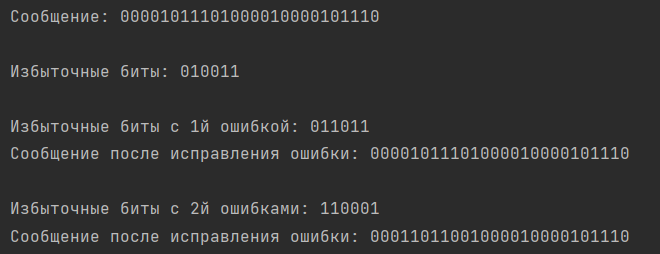 Сообщение: 00001011101000010000101110
Избыточные биты: 010011
Избыточные биты с 1й ошибкой: 011011
Сообщение после исправления ошибки: 00001011101000010000101110
Избыточные биты с 2й ошибками: 110001
Сообщение после исправления ошибки: 00011011001000010000101110